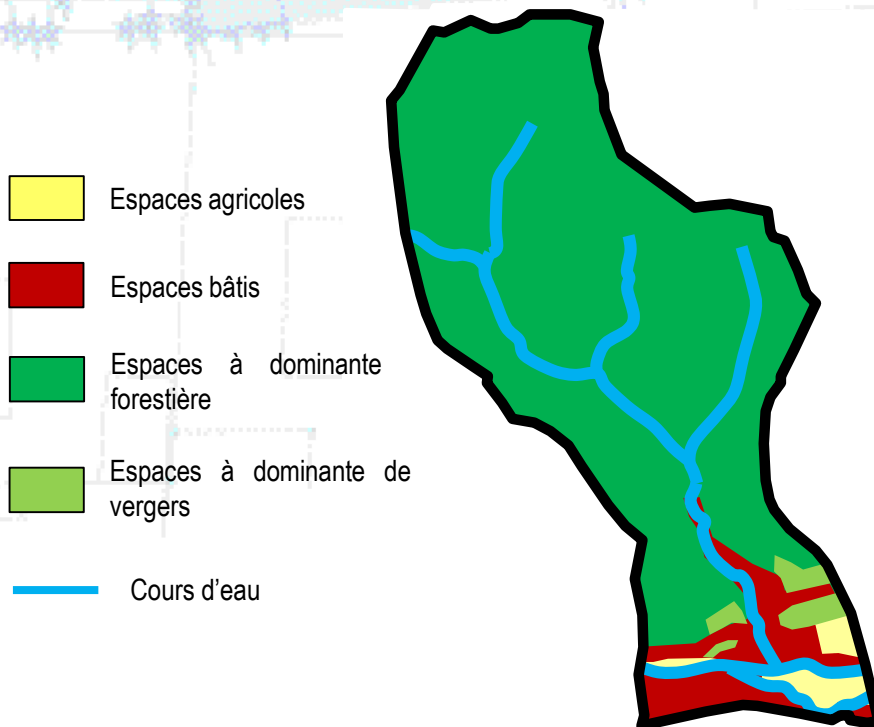 Espaces agricoles
Espaces bâtis
Espaces à dominante
forestière
Espaces à dominante de
vergers
Cours d'eau